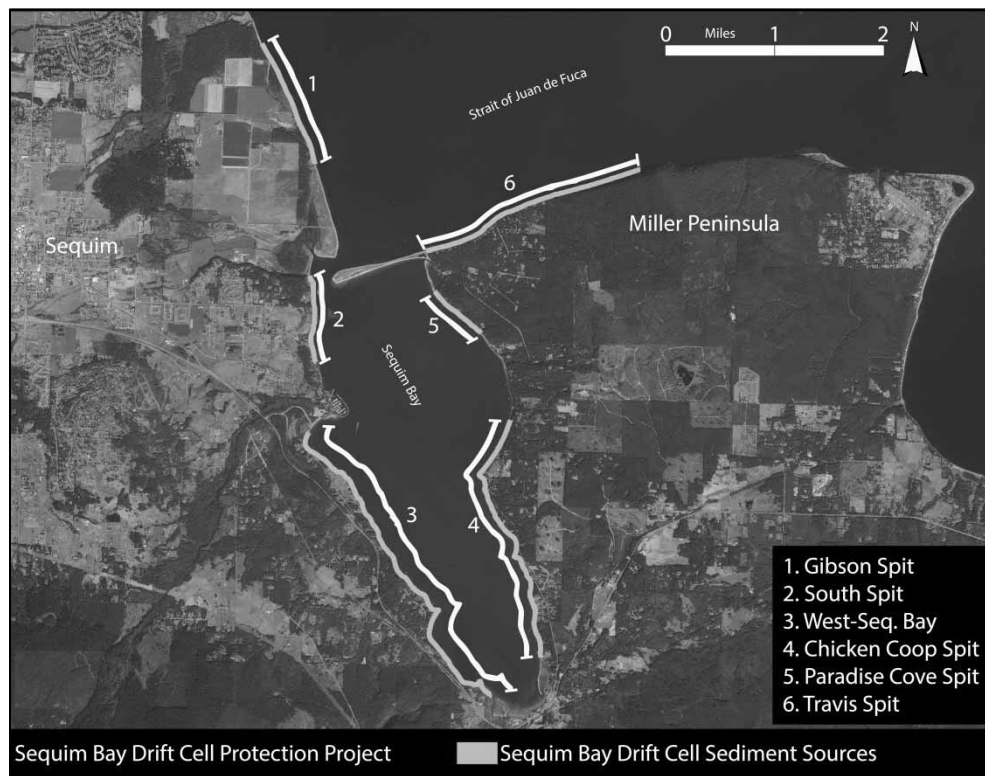 0 Miles 1 2
N
1
Strait of Juan de Fuca
6
Sequim
Miller Peninsula
2
5
Sequim Bay
3
4
1. Gibson Spit
2. South Spit
3. West-Seq. Bay
4. Chicken Coop Spit
5. Paradise Cove Spit
6. Travis Spit
Sequim Bay Drift Cell Protection Project
Sequim Bay Drift Cell Sediment Sources